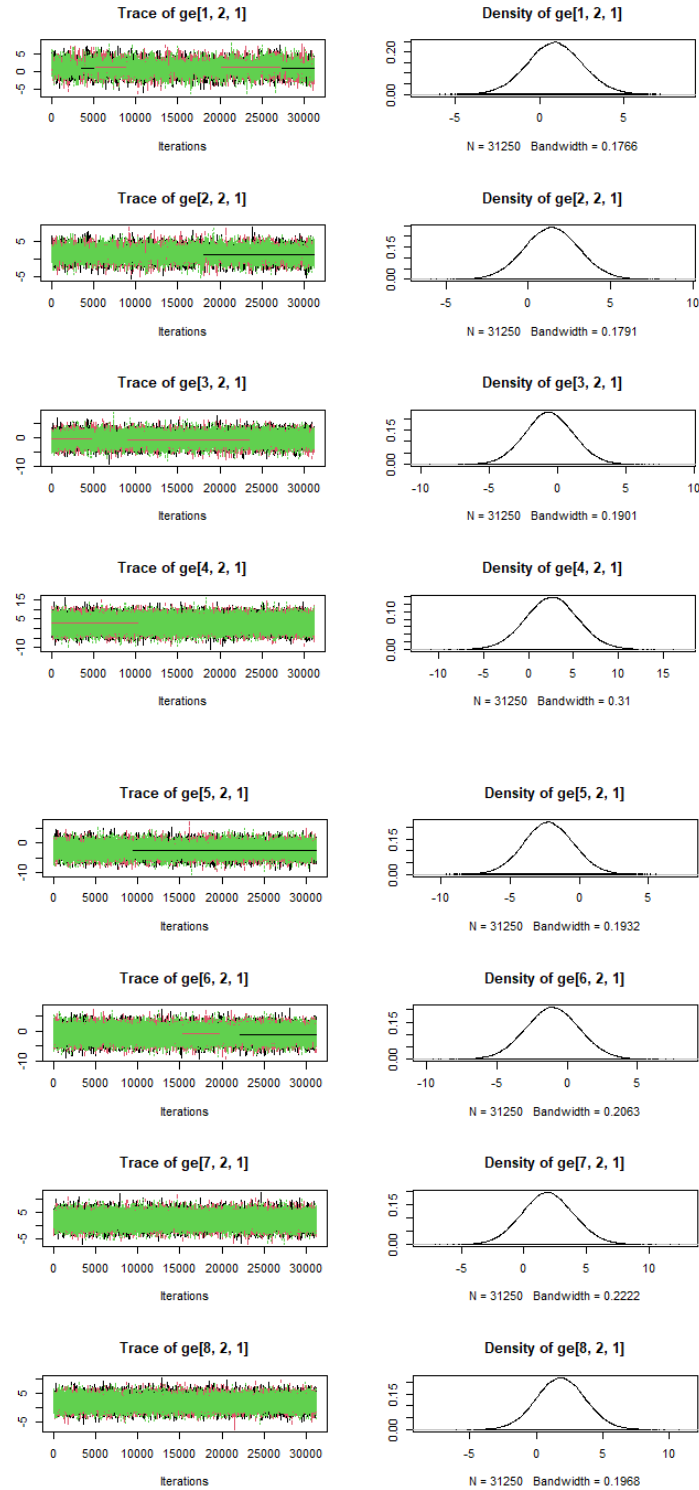 Trace of ge[1, 2, 1]
5
0
-5
0 5000 10000 15000 20000 25000 30000
Iterations
Density of ge[1, 2, 1]
0.20
0.00
-5 0 5
N = 31250 Bandwidth = 0.1766
Trace of ge[2, 2, 1]
5
0
-5
0 5000 10000 15000 20000 25000 30000
Iterations
Density of ge[2, 2, 1]
0.15
0.00
-5 0 5 10
N = 31250 Bandwidth = 0.1791
Trace of ge[3, 2, 1]
0
-10
0 5000 10000 15000 20000 25000 30000
Iterations
Density of ge[3, 2, 1]
0.15
0.00
-10 -5 0 5 10
N = 31250 Bandwidth = 0.1901
Trace of ge[4, 2, 1]
15
5
-10
0 5000 10000 15000 20000 25000 30000
Iterations
Density of ge[4, 2, 1]
0.10
0.00
-10 -5 0 5 10 15
N = 31250 Bandwidth = 0.31
Trace of ge[5, 2, 1]
0
-10
0 5000 10000 15000 20000 25000 30000
Iterations
Density of ge[5, 2, 1]
0.15
0.00
-10 -5 0 5
N = 31250 Bandwidth = 0.1932
Trace of ge[6, 2, 1]
0
-10
0 5000 10000 15000 20000 25000 30000
Iterations
Density of ge[6, 2, 1]
0.15
0.00
-10 -5 0 5
N = 31250 Bandwidth = 0.2063
Trace of ge[7, 2, 1]
5
-5
0 5000 10000 15000 20000 25000 30000
Iterations
Density of ge[7, 2, 1]
0.15
0.00
-5 0 5 10
N = 31250 Bandwidth = 0.2222
Trace of ge[8, 2, 1]
5
-5
0 5000 10000 15000 20000 25000 30000
Iterations
Density of ge[8, 2, 1]
0.15
0.00
-5 0 5 10
N = 31250 Bandwidth = 0.1968